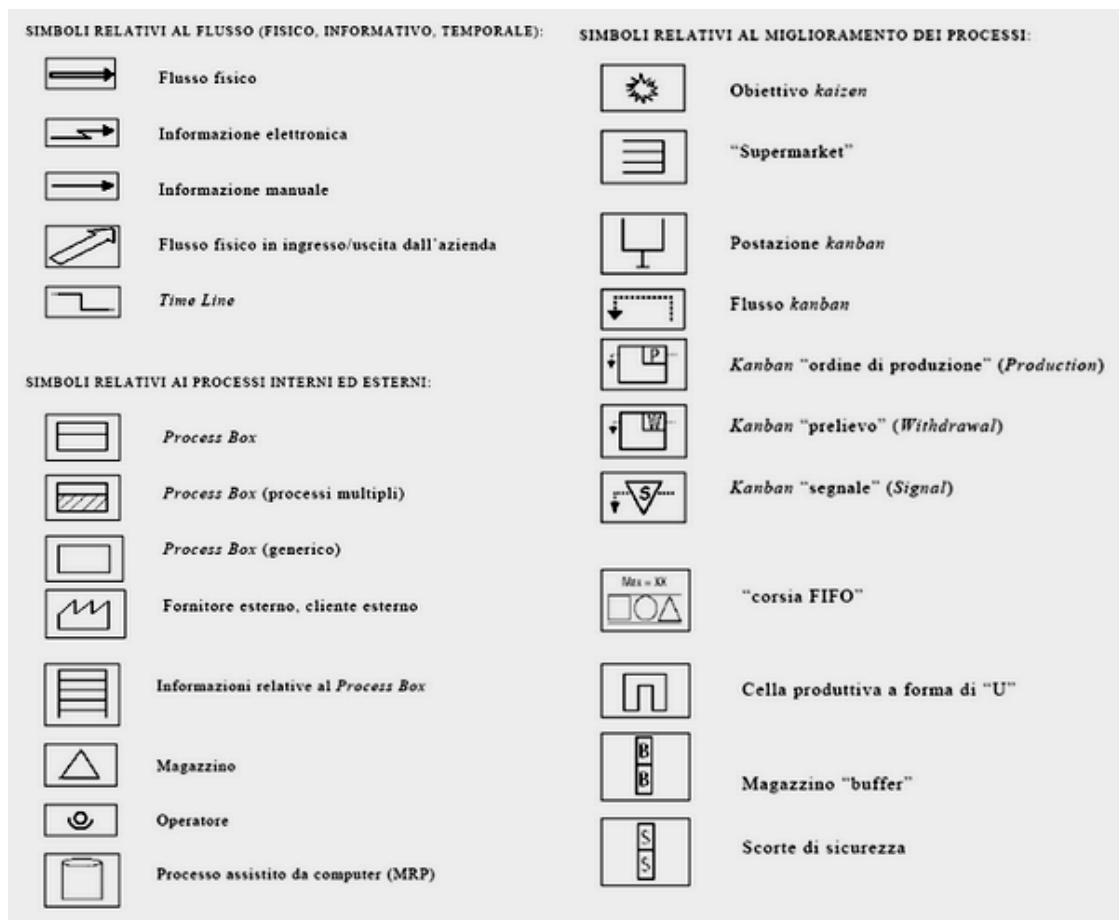 SIMBOLI RELATIVI AL FLUSSO (FISICO, INFORMATIVO, TEMPORALE):
Flusso fisico
Informazione elettronica
Informazione manuale
Flusso fisico in ingresso/uscita dall'azienda
Time Line
SIMBOLI RELATIVI AI PROCESSI INTERNI ED ESTERNI:
Process Box
Process Box (processi multipli)
Process Box (generico)
Fornitore esterno, cliente esterno
Informazioni relative al Process Box
Magazzino
Operatore
Processo assistito da computer (MRP)
SIMBOLI RELATIVI AL MIGLIORAMENTO DEI PROCESSI:
Obiettivo kaizen
“Supermarket”
Postazione kanban
Flusso kanban
P
Kanban “ordine di produzione” (Production)
W
Kanban “prelievo” (Withdrawal)
S
Kanban “segnale” (Signal)
Max = XX
“corsia FIFO”
Cella produttiva a forma di “U”
B
B
Magazzino “buffer”
S
S
Scorte di sicurezza